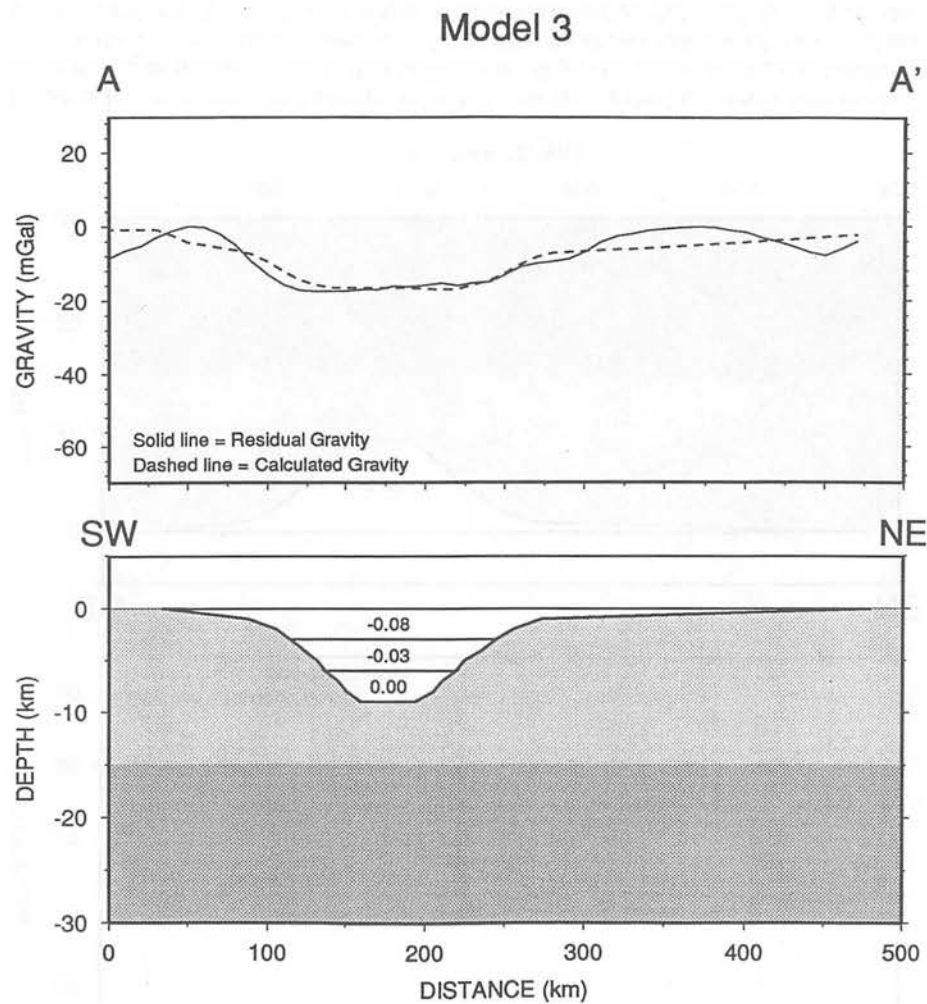 Model 3
A A'
20
0
-20
-40
-60
GRAVITY (mGal)
Solid line = Residual Gravity
Dashed line = Calculated Gravity
SW NE
0
-10
-20
-30
DEPTH (km)
-0.08
-0.03
0.00
0 100 200 300 400 500
DISTANCE (km)